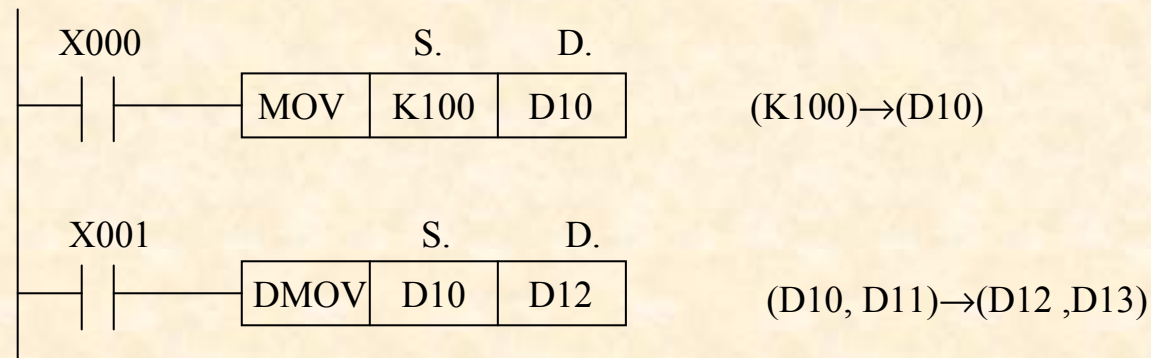 X000 S. D.
MOV K100 D10 (K100)→(D10)
X001 S. D.
DMOV D10 D12 (D10, D11)→(D12 ,D13)